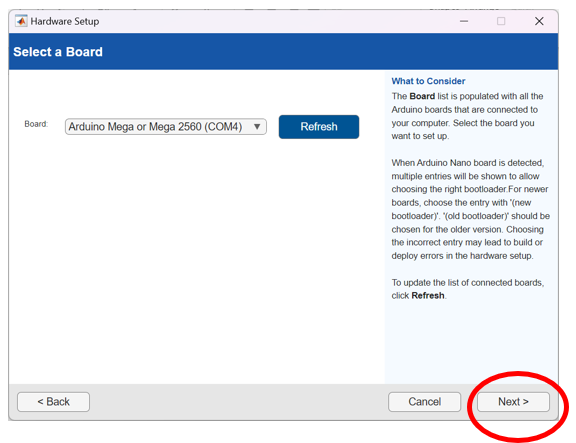 Hardware Setup
Select a Board
Board:
Arduino Mega or Mega 2560 (COM4)
Refresh
What to Consider
The Board list is populated with all the
Arduino boards that are connected to
your computer. Select the board you
want to set up.
When Arduino Nano board is detected,
multiple entries will be shown to allow
choosing the right bootloader.For newer
boards, choose the entry with '(new
bootloader)'. '(old bootloader)' should be
chosen for the older version. Choosing
the incorrect entry may lead to build or
deploy errors in the hardware setup.
To update the list of connected boards,
click Refresh.
< Back
Cancel
Next >